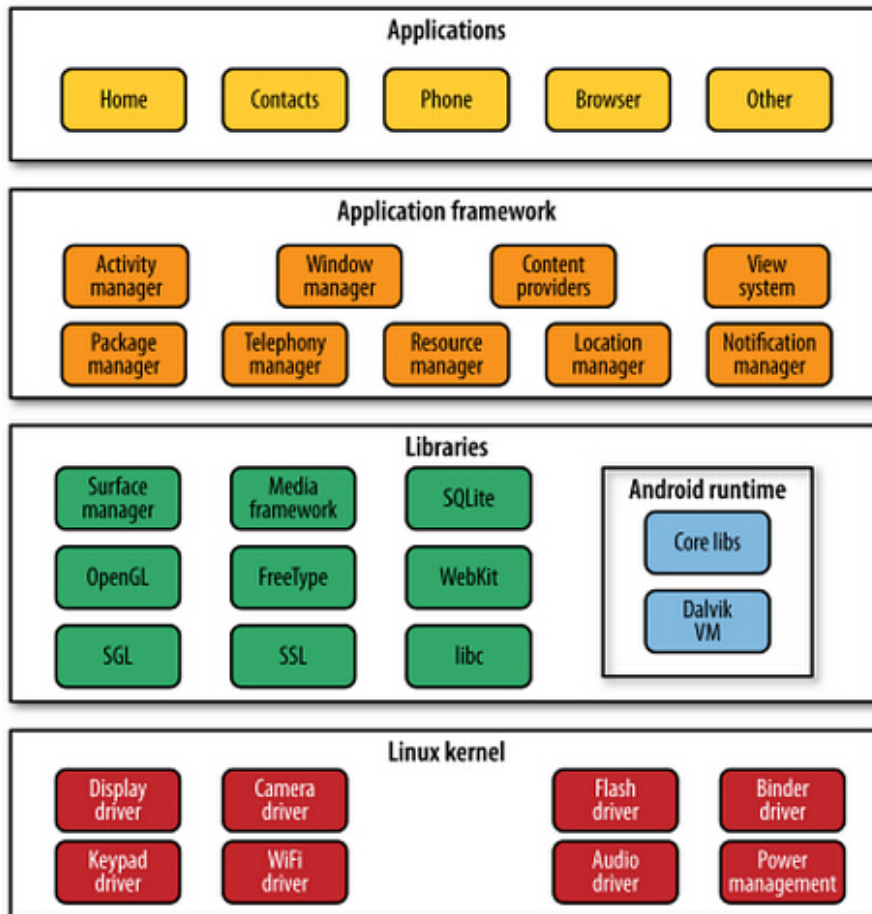 Applications
Home
Contacts
Phone
Browser
Other
Application framework
Activity
manager
Window
manager
Content
providers
View
system
Package
manager
Telephony
manager
Resource
manager
Location
manager
Notification
manager
Libraries
Surface
manager
Media
framework
SQLite
OpenGL
FreeType
WebKit
SGL
SSL
libc
Android runtime
Core libs
Dalvik
VM
Linux kernel
Display
driver
Camera
driver
Flash
driver
Binder
driver
Keypad
driver
WiFi
driver
Audio
driver
Power
management